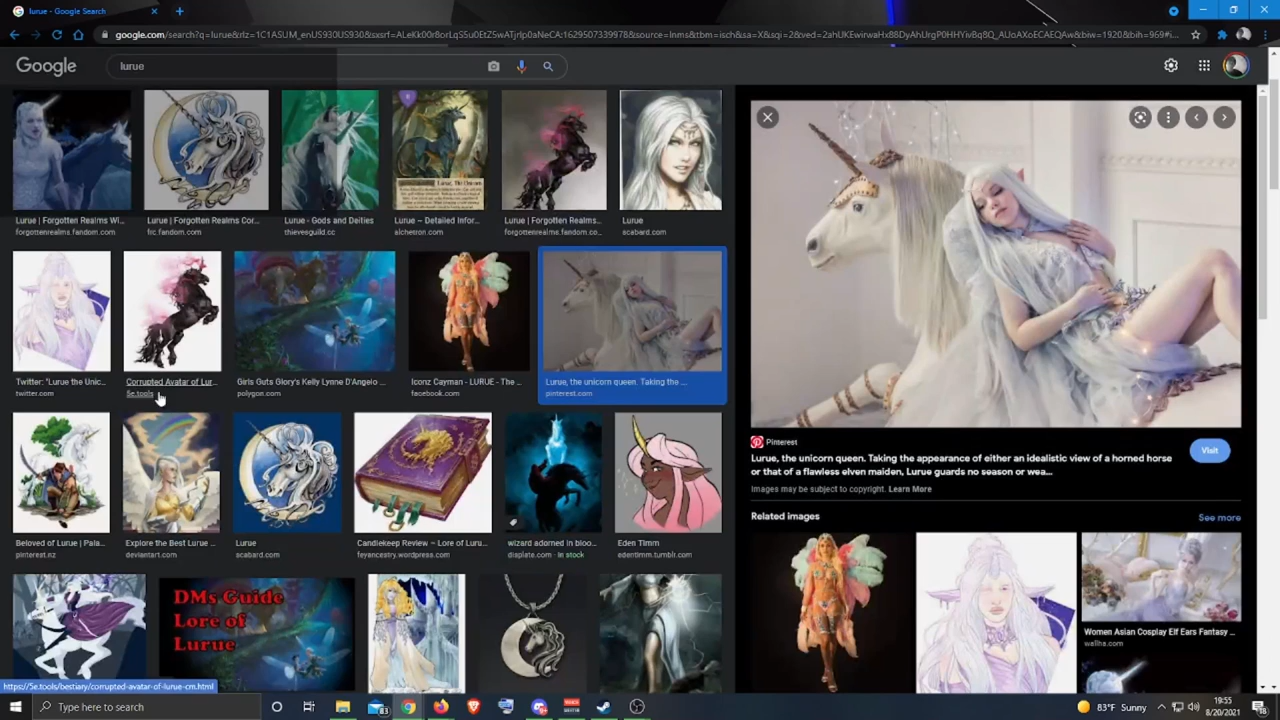 lurue - Google Search
google.com/search?q=lurue&rlz=1C1ASUM_enUS930US930&sxsrf=
Google
lurue
Lurue | Forgotten Realms Wi...
forgottenrealms.fandom.com
Lurue | Forgotten Realms Cor...
frc.fandom.com
Lurue - Gods and Deities
thievesguild.cc
Lurue – Detailed Infor...
alchetron.com
Lurue | Forgotten Realms...
forgottenrealms.fandom.co...
Lurue
scabard.com
Twitter: "Lurue the Unic...
twitter.com
Corrupted Avatar of Lur...
5e.tools
Girls Guts Glory's Kelly Lynne D'Angelo ...
polygon.com
Iconz Cayman - LURUE - The ...
facebook.com
Lurue, the unicorn queen. Taking the ...
pinterest.com
Beloved of Lurue | Pala...
pinterest.nz
Explore the Best Lurue ...
deviantart.com
Lurue
scabard.com
Candlekeep Review – Lore of Luru...
feyancestry.wordpress.com
wizard adorned in bloo...
displate.com · In stock
Eden Timm
edentimm.tumblr.com
DMs Guide
Lore of
Lurue
Pinterest
Lurue, the unicorn queen. Taking the appearance of either an idealistic view of a horned horse
or that of a flawless elven maiden, Lurue guards no season or wea...
Visit
Images may be subject to copyright. Learn More
Related images
See more
Women Asian Cosplay Elf Ears Fantasy ...
wallha.com
https://5e.tools/bestiary/corrupted-avatar-of-lurue-cm.html
Type here to search
83°F Sunny
19:55
8/20/2021